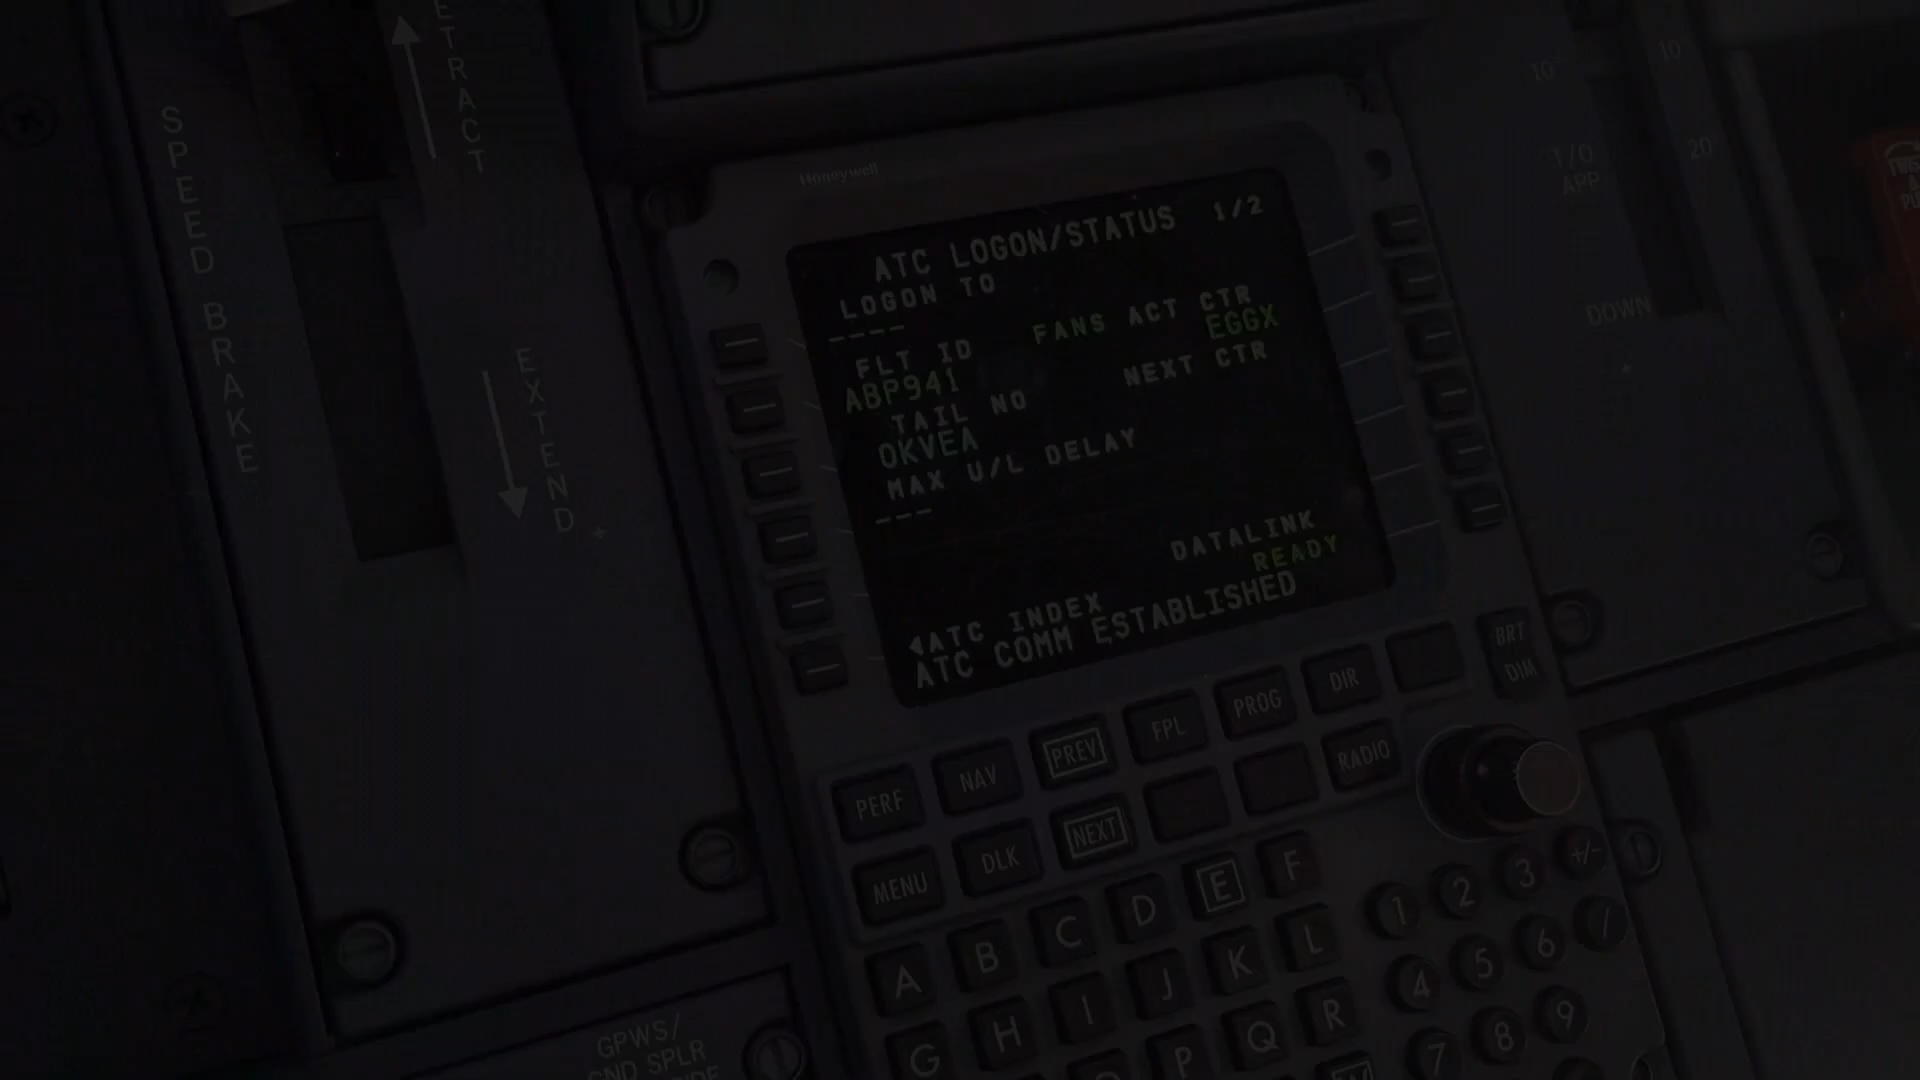 SPEED BRAKE
RETRACT
EXTEND
Honeywell
ATC LOGON/STATUS 1/2
LOGON TO
----
FANS ACT CTR
EGGX
FLT ID
ABP941
NEXT CTR
TAIL NO
OKVEA
MAX U/L DELAY
---
DATALINK
READY
◀ATC INDEX
ATC COMM ESTABLISHED
10
10
T/O
APP
20
DOWN
BRT
DIM
PERF NAV PREV FPL PROG DIR
MENU DLK NEXT RADIO
A B C D E F
G H I J K L
P Q R
1 2 3 +/-
4 5 6 /
7 8 9
GPWS/
GND SPLR